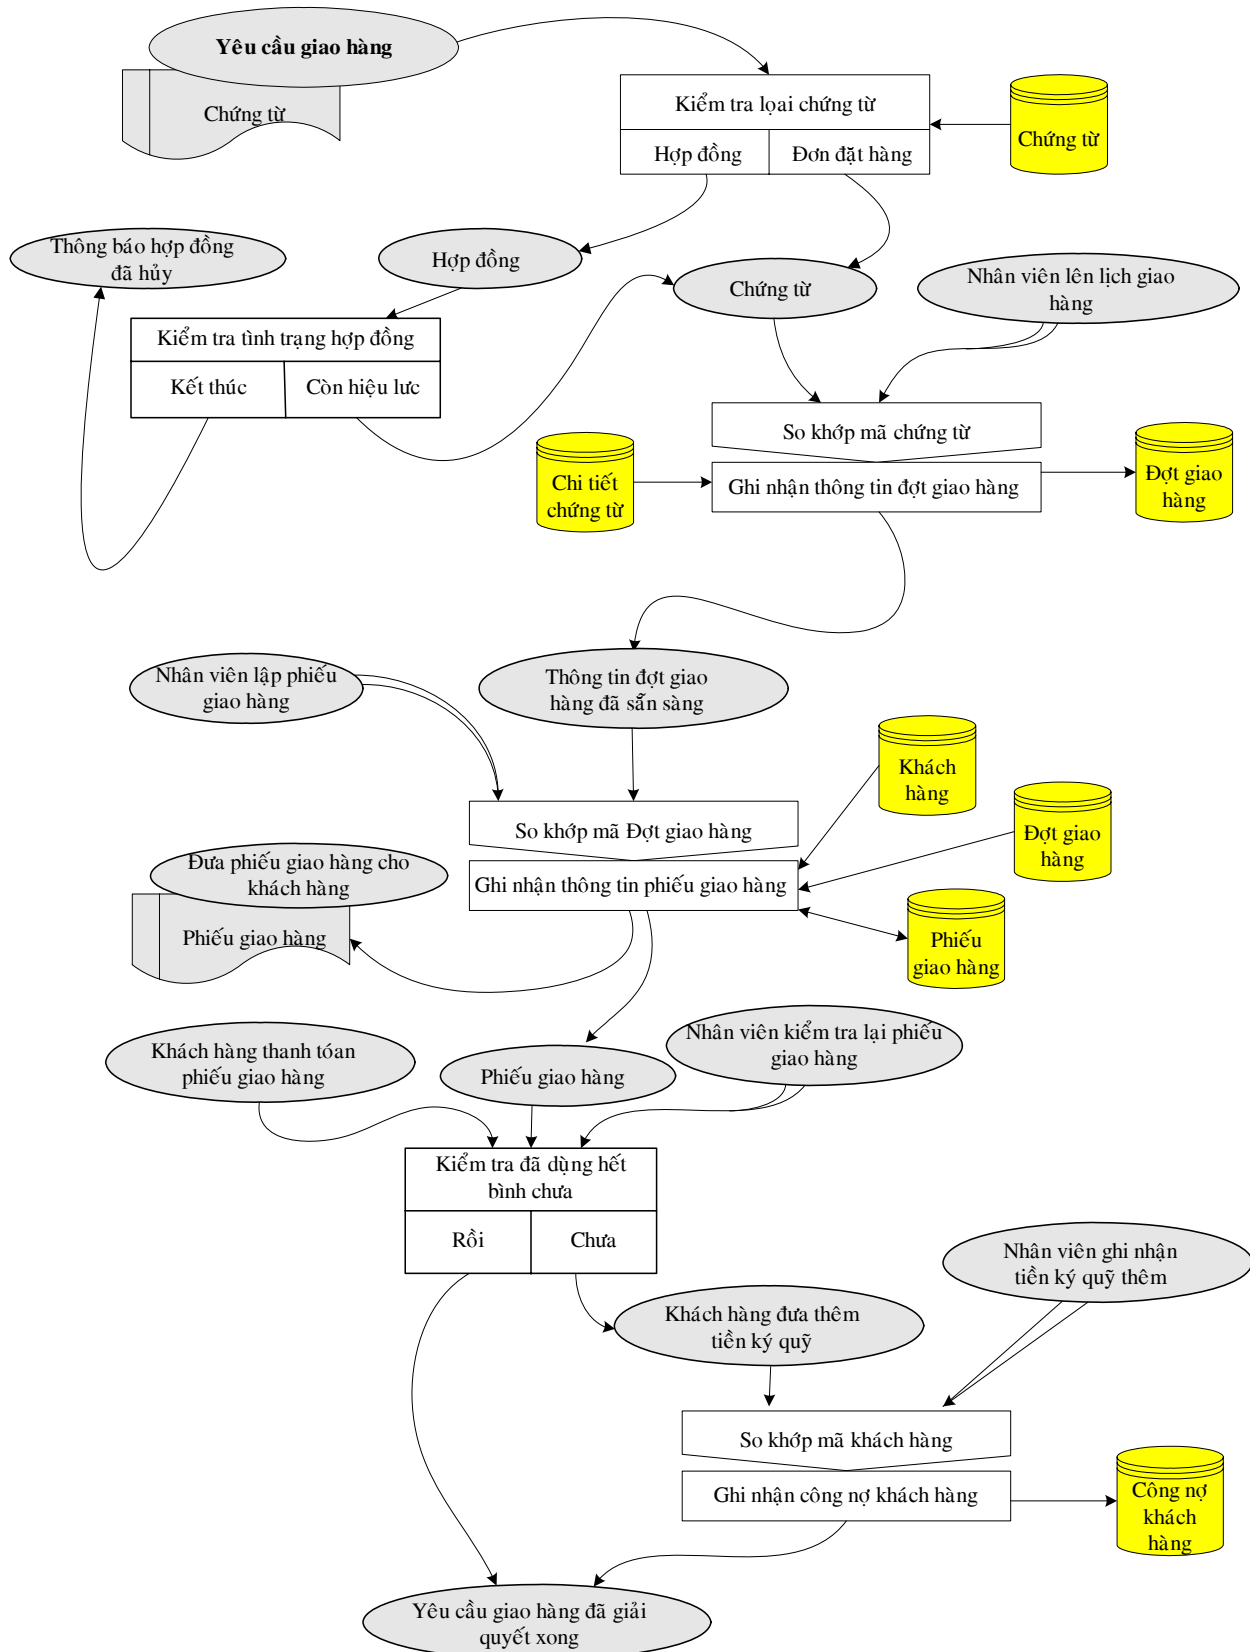 Yêu cầu giao hàng
Chứng từ
Kiểm tra lọai chứng từ
Hợp đồng
Đơn đặt hàng
Chứng từ
Thông báo hợp đồng
đã hủy
Hợp đồng
Chứng từ
Nhân viên lên lịch giao
hàng
Kiểm tra tình trạng hợp đồng
Kết thúc
Còn hiệu lưc
So khớp mã chứng từ
Chi tiết
chứng từ
Ghi nhận thông tin đợt giao hàng
Đợt giao
hàng
Nhân viên lập phiếu
giao hàng
Thông tin đợt giao
hàng đã sẵn sàng
Khách
hàng
So khớp mã Đợt giao hàng
Đợt giao
hàng
Đưa phiếu giao hàng cho
khách hàng
Ghi nhận thông tin phiếu giao hàng
Phiếu giao hàng
Phiếu
giao hàng
Khách hàng thanh tóan
phiếu giao hàng
Phiếu giao hàng
Nhân viên kiểm tra lại phiếu
giao hàng
Kiểm tra đã dụng hết
bình chưa
Rồi
Chưa
Nhân viên ghi nhận
tiền ký quỹ thêm
Khách hàng đưa thêm
tiền ký quỹ
So khớp mã khách hàng
Ghi nhận công nợ khách hàng
Công nợ
khách
hàng
Yêu cầu giao hàng đã giải
quyết xong